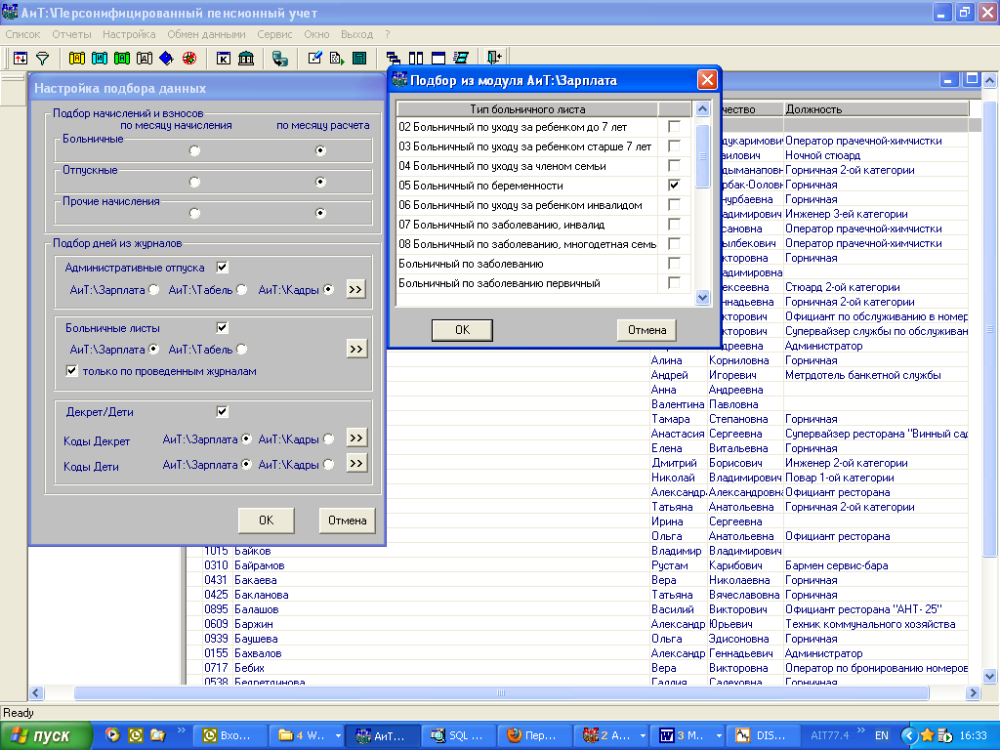 АиТ:\Персонифицированный пенсионный учет
Список Отчеты Настройка Обмен данными Сервис Окно Выход ?
Настройка подбора данных
Подбор начислений и взносов
по месяцу начисления по месяцу расчета
Больничные
Отпускные
Прочие начисления
Подбор дней из журналов
Административные отпуска
АиТ:\Зарплата АиТ:\Табель АиТ:\Кадры >>
Больничные листы
АиТ:\Зарплата АиТ:\Табель >>
только по проведенным журналам
Декрет/Дети
Коды Декрет АиТ:\Зарплата АиТ:\Кадры >>
Коды Дети АиТ:\Зарплата АиТ:\Кадры >>
OK Отмена
Подбор из модуля АиТ:\Зарплата
Тип больничного листа
02 Больничный по уходу за ребенком до 7 лет
03 Больничный по уходу за ребенком старше 7 лет
04 Больничный по уходу за членом семьи
05 Больничный по беременности
06 Больничный по уходу за ребенком инвалидом
07 Больничный по заболеванию, инвалид
08 Больничный по заболеванию, многодетная семь
Больничный по заболеванию
Больничный по заболеванию первичный
OK Отмена
чество Должность
дукаримович Оператор прачечной-химчистки
аилович Ночной стюард
дыманаповн Горничная 2-ой категории
рбак-Ооловн Горничная
нурбаевна Горничная
адимирович Инженер 3-ей категории
сановна Оператор прачечной-химчистки
ылбекович Оператор прачечной-химчистки
кторовна Горничная
адимировна
ексеевна Стюард 2-ой категории
ннадьевна Горничная 2-ой категории
кторович Официант по обслуживанию в номер
кторович Супервайзер службы по обслуживан
дреевна Администратор
Алина Корниловна Горничная
Андрей Игоревич Метрдотель банкетной службы
Анна Андреевна
Валентина Павловна
Тамара Степановна Горничная
Анастасия Сергеевна Супервайзер ресторана "Винный сад
Елена Витальевна Горничная
Дмитрий Борисович Инженер 2-ой категории
Николай Владимирович Повар 1-ой категории
Александра Александровна Официант ресторана
Татьяна Анатольевна Горничная 2-ой категории
Ирина Сергеевна
Ольга Анатольевна Официант ресторана
1015 Байков Владимир Владимирович
0310 Байрамов Рустам Карибович Бармен сервис-бара
0431 Бакаева Вера Николаевна Горничная
0425 Бакланова Татьяна Вячеславовна Горничная
0895 Балашов Василий Викторович Официант ресторана "АНТ- 25"
0609 Баржин Александр Юрьевич Техник коммунального хозяйства
0939 Баушева Ольга Эдисоновна Горничная
0155 Бахвалов Александр Геннадьевич Администратор
0717 Бебих Вера Викторовна Оператор по бронированию номеров
0538 Бедретдинова Галлия Салеховна Горничная
Ready
пуск Вхо... 4 W... АиТ... SQL ... Пер... 2 A... 3 M... DIS... AIT77.4 EN 16:33